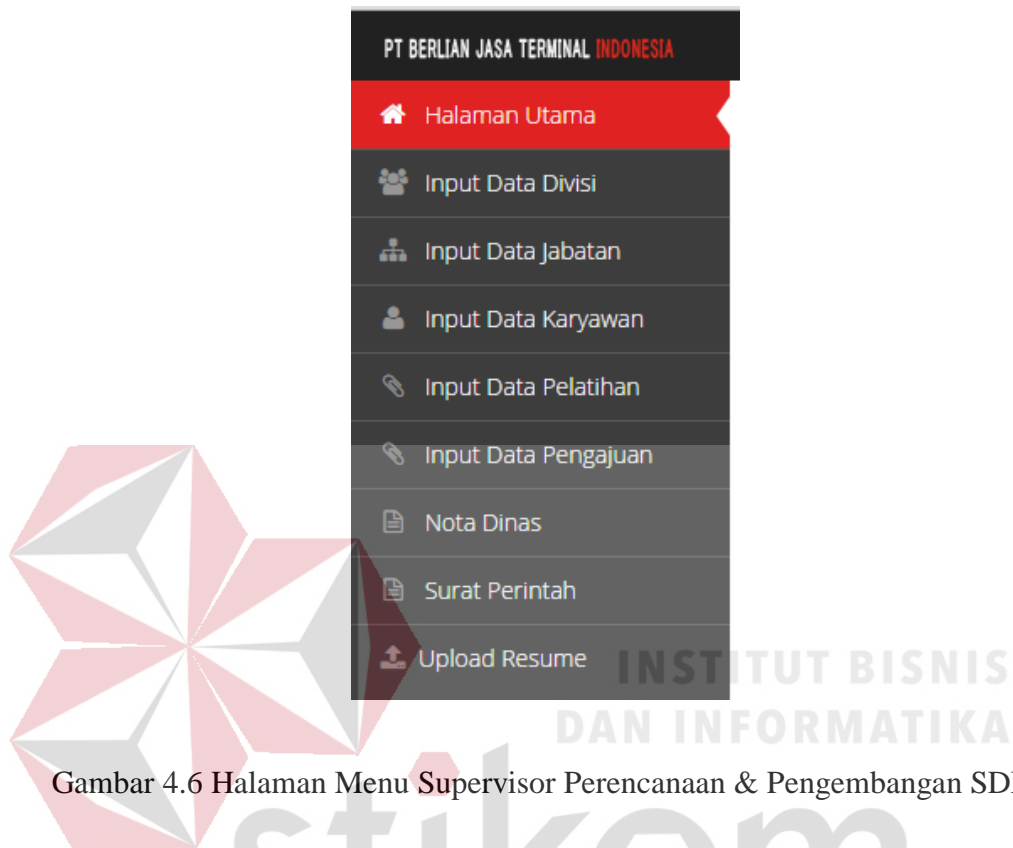 PT BERLIAN JASA TERMINAL INDONESIA
Halaman Utama
Input Data Divisi
Input Data Jabatan
Input Data Karyawan
Input Data Pelatihan
Input Data Pengajuan
Nota Dinas
Surat Perintah
Upload Resume
INSTITUT BISNIS
DAN INFORMATIKA
Gambar 4.6 Halaman Menu Supervisor Perencanaan & Pengembangan
stikom